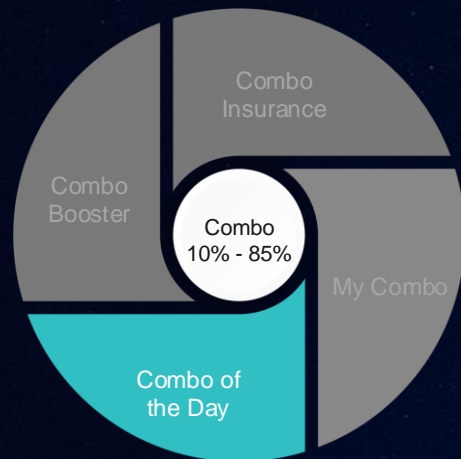 Combo
Insurance
Combo
Booster
Combo
10% - 85%
My Combo
Combo of
the Day